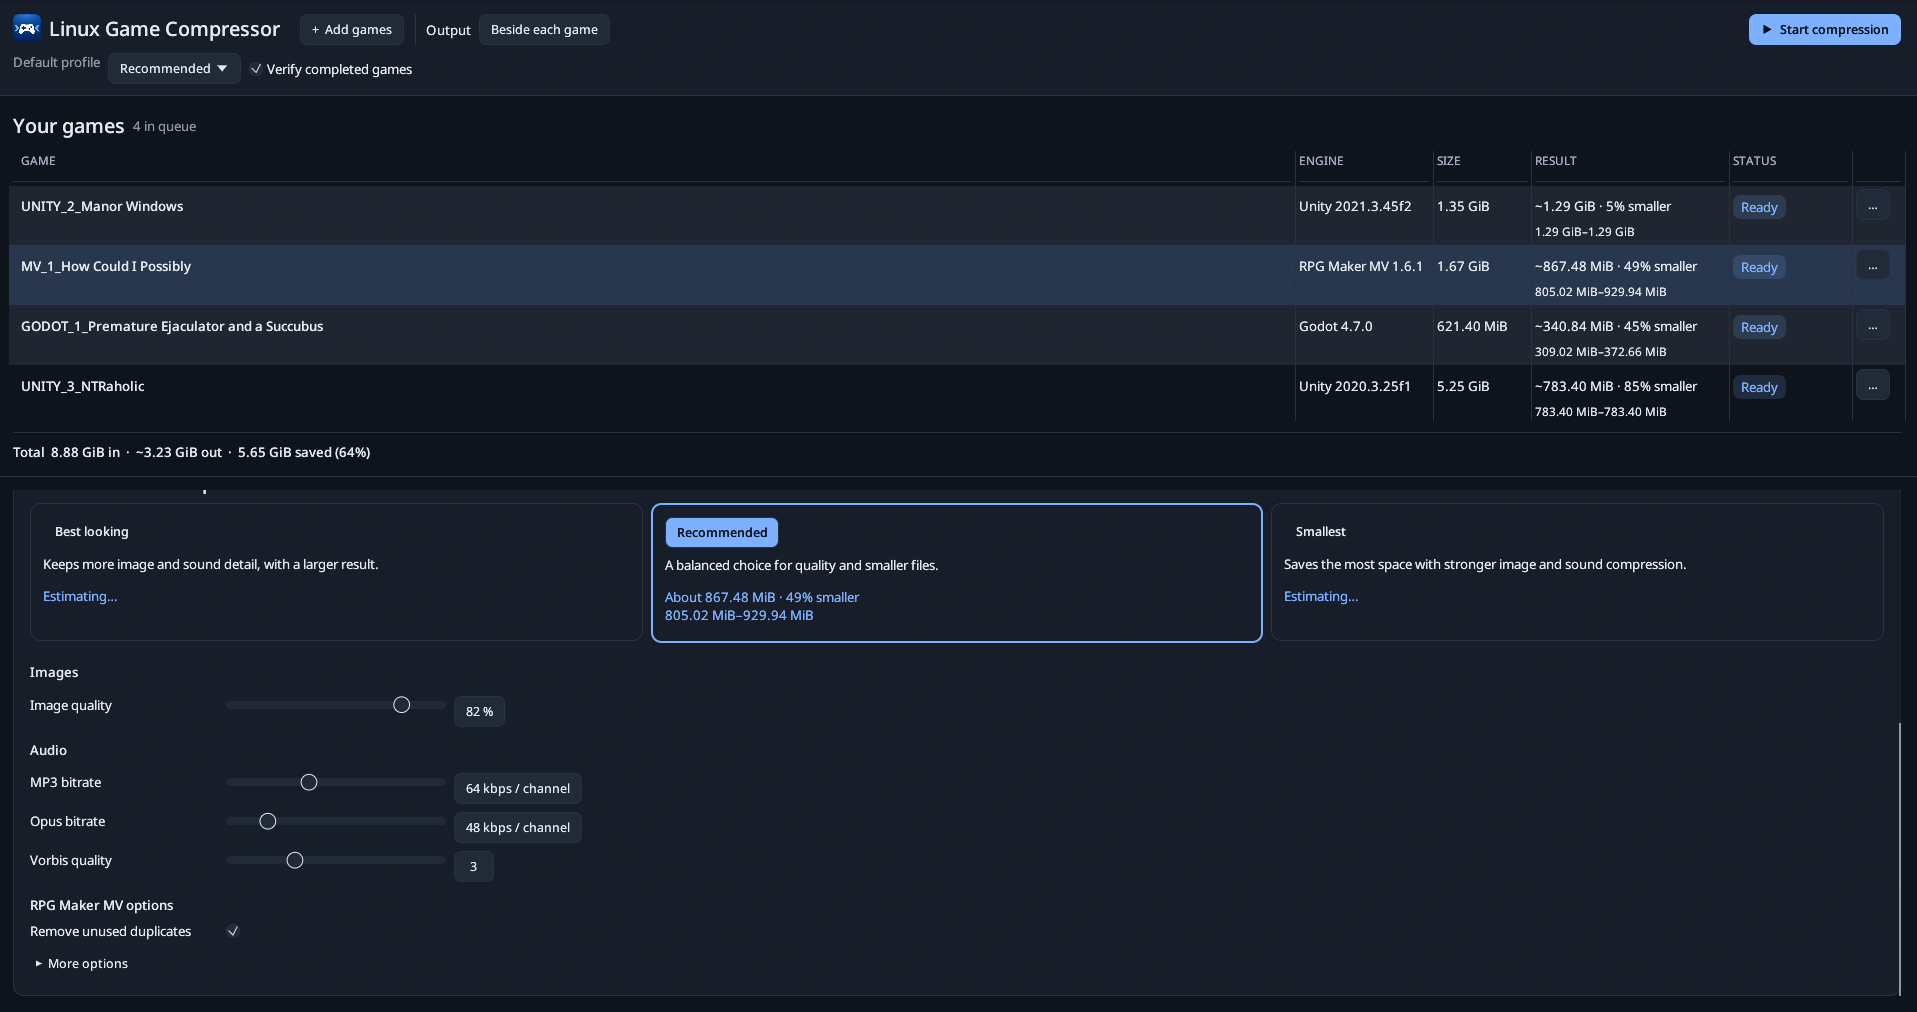 Linux Game Compressor
+ Add games
Output
Beside each game
▶ Start compression
Default profile
Recommended ▼
✓ Verify completed games
Your games 4 in queue
GAME ENGINE SIZE RESULT STATUS
UNITY_2_Manor Windows Unity 2021.3.45f2 1.35 GiB ~1.29 GiB · 5% smaller Ready ...
1.29 GiB–1.29 GiB
MV_1_How Could I Possibly RPG Maker MV 1.6.1 1.67 GiB ~867.48 MiB · 49% smaller Ready ...
805.02 MiB–929.94 MiB
GODOT_1_Premature Ejaculator and a Succubus Godot 4.7.0 621.40 MiB ~340.84 MiB · 45% smaller Ready ...
309.02 MiB–372.66 MiB
UNITY_3_NTRaholic Unity 2020.3.25f1 5.25 GiB ~783.40 MiB · 85% smaller Ready ...
783.40 MiB–783.40 MiB
Total 8.88 GiB in · ~3.23 GiB out · 5.65 GiB saved (64%)
Best looking
Keeps more image and sound detail, with a larger result.
Estimating...
Recommended
A balanced choice for quality and smaller files.
About 867.48 MiB · 49% smaller
805.02 MiB–929.94 MiB
Smallest
Saves the most space with stronger image and sound compression.
Estimating...
Images
Image quality 82 %
Audio
MP3 bitrate 64 kbps / channel
Opus bitrate 48 kbps / channel
Vorbis quality 3
RPG Maker MV options
Remove unused duplicates ✓
▸ More options